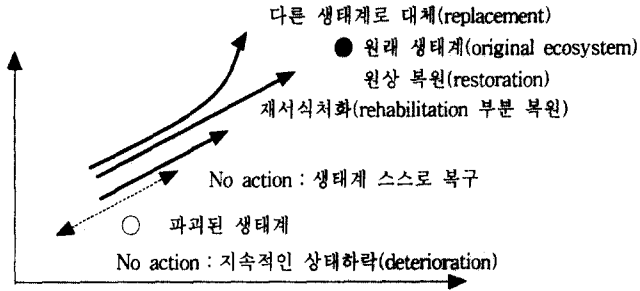 다른 생태계로 대체(replacement)
원래 생태계(original ecosystem)
원상 복원(restoration)
재서식처화(rehabilitation 부분 복원)
No action : 생태계 스스로 복구
파괴된 생태계
No action : 지속적인 상태하락(deterioration)